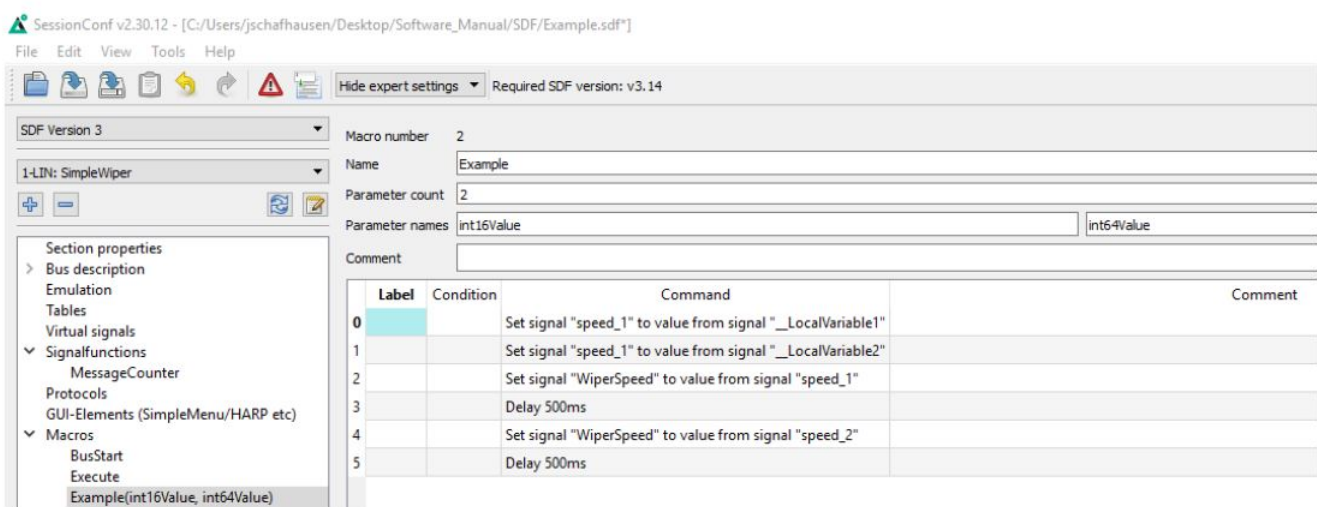 SessionConf v2.30.12 - [C:/Users/jschafhausen/Desktop/Software_Manual/SDF/Example.sdf*]
File Edit View Tools Help
Hide expert settings Required SDF version: v3.14
SDF Version 3
1-LIN: SimpleWiper
Section properties
Bus description
Emulation
Tables
Virtual signals
Signalfunctions
MessageCounter
Protocols
GUI-Elements (SimpleMenu/HARP etc)
Macros
BusStart
Execute
Example(int16Value, int64Value)
Macro number 2
Name Example
Parameter count 2
Parameter names int16Value int64Value
Comment
Label Condition Command Comment
0 Set signal "speed_1" to value from signal "__LocalVariable1"
1 Set signal "speed_1" to value from signal "__LocalVariable2"
2 Set signal "WiperSpeed" to value from signal "speed_1"
3 Delay 500ms
4 Set signal "WiperSpeed" to value from signal "speed_2"
5 Delay 500ms